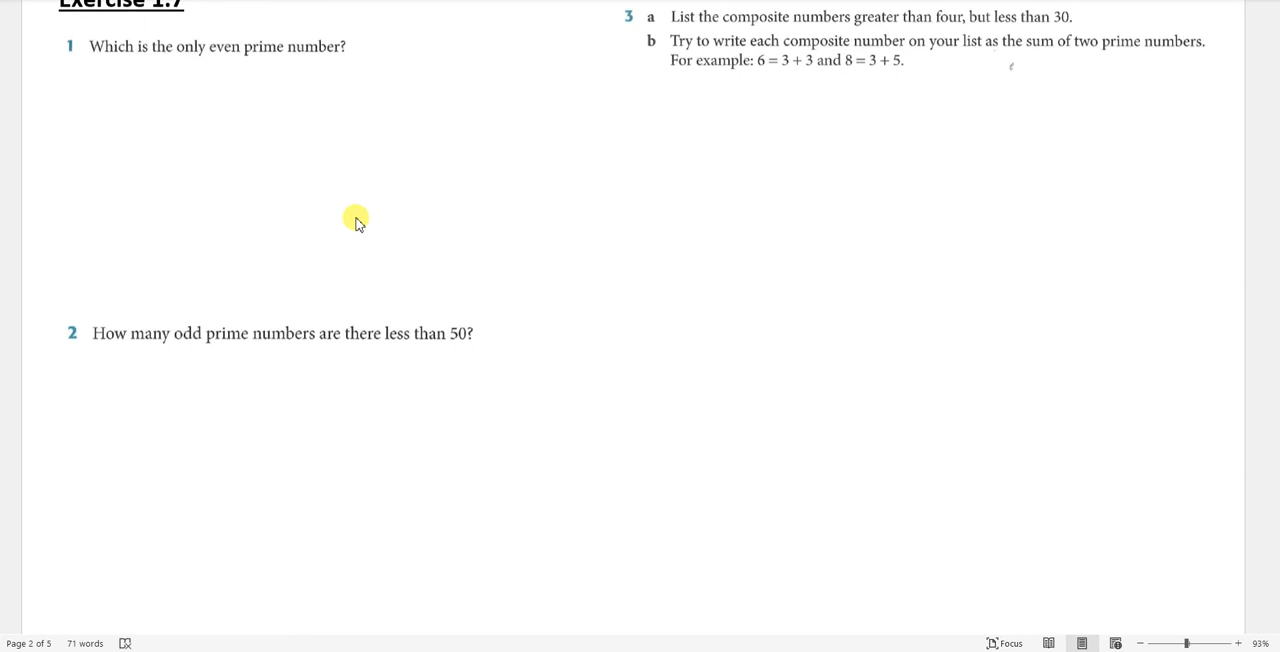 Exercise 1.7
1 Which is the only even prime number?
2 How many odd prime numbers are there less than 50?
3 a List the composite numbers greater than four, but less than 30.
b Try to write each composite number on your list as the sum of two prime numbers.
For example: 6 = 3 + 3 and 8 = 3 + 5.
Page 2 of 5 71 words Focus 93%